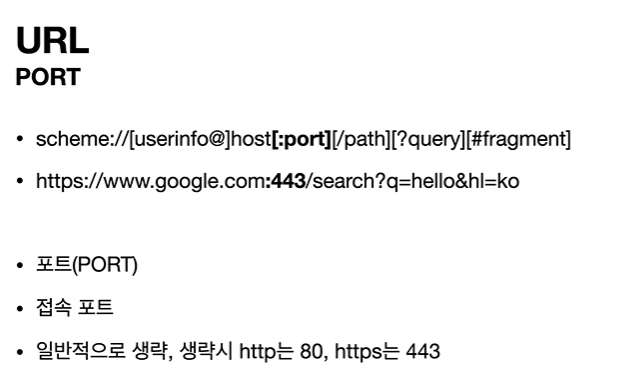 URL
PORT
• scheme://[userinfo@]host[:port][/path][?query][#fragment]
• https://www.google.com:443/search?q=hello&hl=ko
• 포트(PORT)
• 접속 포트
• 일반적으로 생략, 생략시 http는 80, https는 443